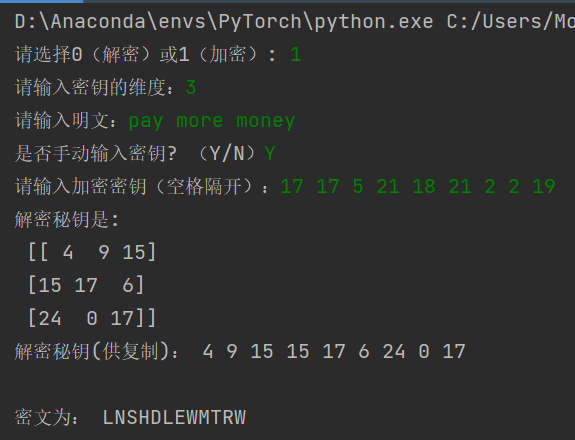 D:\Anaconda\envs\PyTorch\python.exe C:/Users/Mo
请选择0（解密）或1（加密）: 1
请输入密钥的维度：3
请输入明文：pay more money
是否手动输入密钥? （Y/N）Y
请输入加密密钥（空格隔开）：17 17 5 21 18 21 2 2 19
解密秘钥是:
[[ 4  9 15]
[15 17  6]
[24  0 17]]
解密秘钥(供复制)： 4 9 15 15 17 6 24 0 17
密文为： LNSHDLEWMTRW